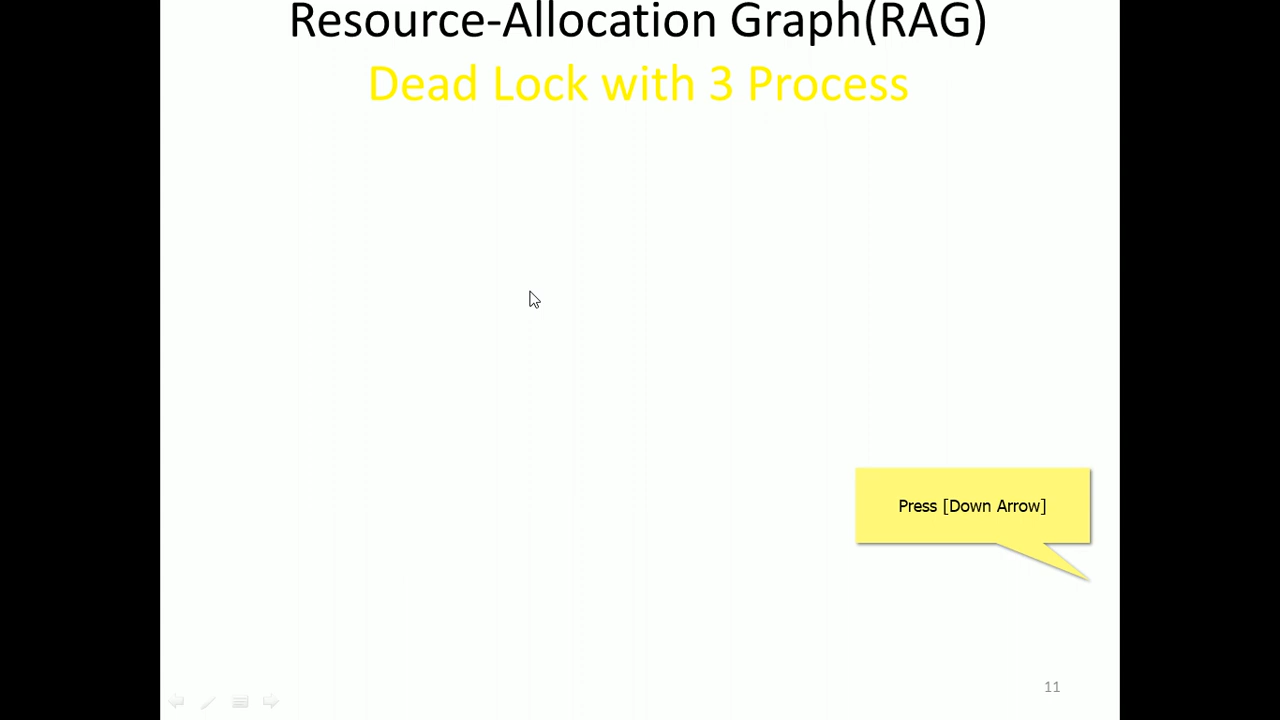 Resource-Allocation Graph(RAG)
Dead Lock with 3 Process
Press [Down Arrow]
11